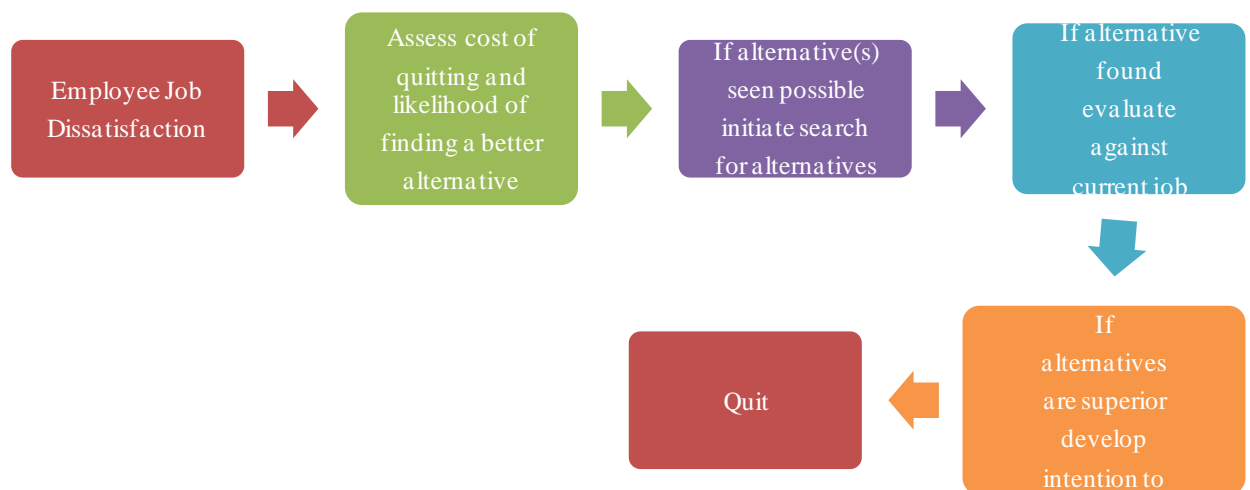 Employee Job
Dissatisfaction
Assess cost of
quitting and
likelihood of
finding a better
alternative
If alternative(s)
seen possible
initiate search
for alternatives
If alternative
found
evaluate
against
current job
If
alternatives
are superior
develop
intention to
Quit